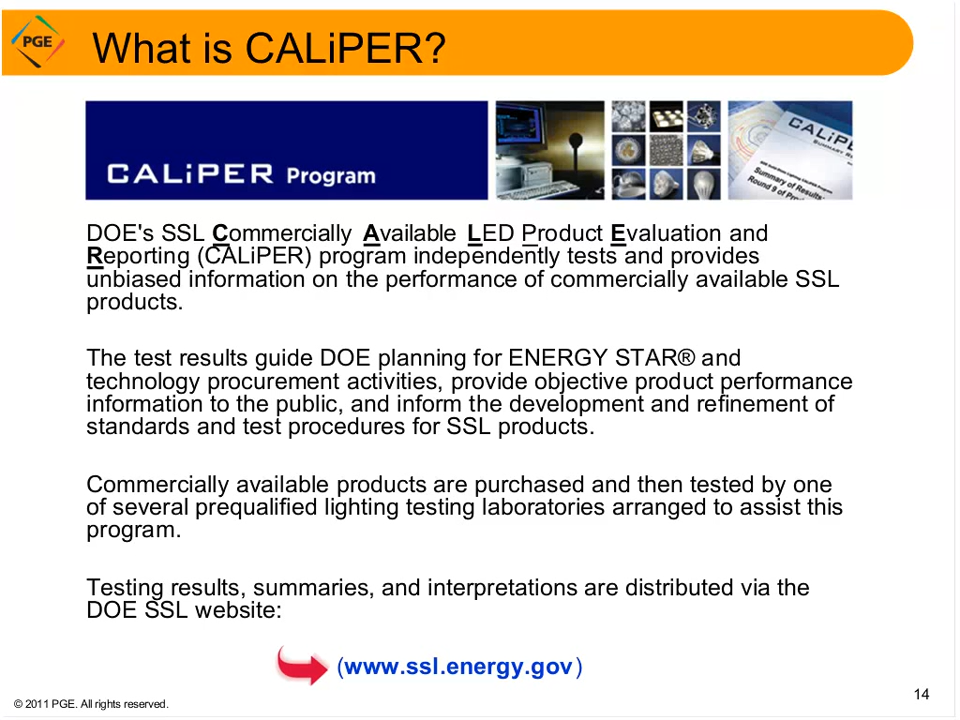 PGE
What is CALiPER?
CALiPER Program
CALiPE
SUMMARY RE
Summary of Results:
Round 9 of Pro
DOE's SSL Commercially Available LED Product Evaluation and
Reporting (CALiPER) program independently tests and provides
unbiased information on the performance of commercially available SSL
products.
The test results guide DOE planning for ENERGY STAR® and
technology procurement activities, provide objective product performance
information to the public, and inform the development and refinement of
standards and test procedures for SSL products.
Commercially available products are purchased and then tested by one
of several prequalified lighting testing laboratories arranged to assist this
program.
Testing results, summaries, and interpretations are distributed via the
DOE SSL website:
(www.ssl.energy.gov)
© 2011 PGE. All rights reserved.
14